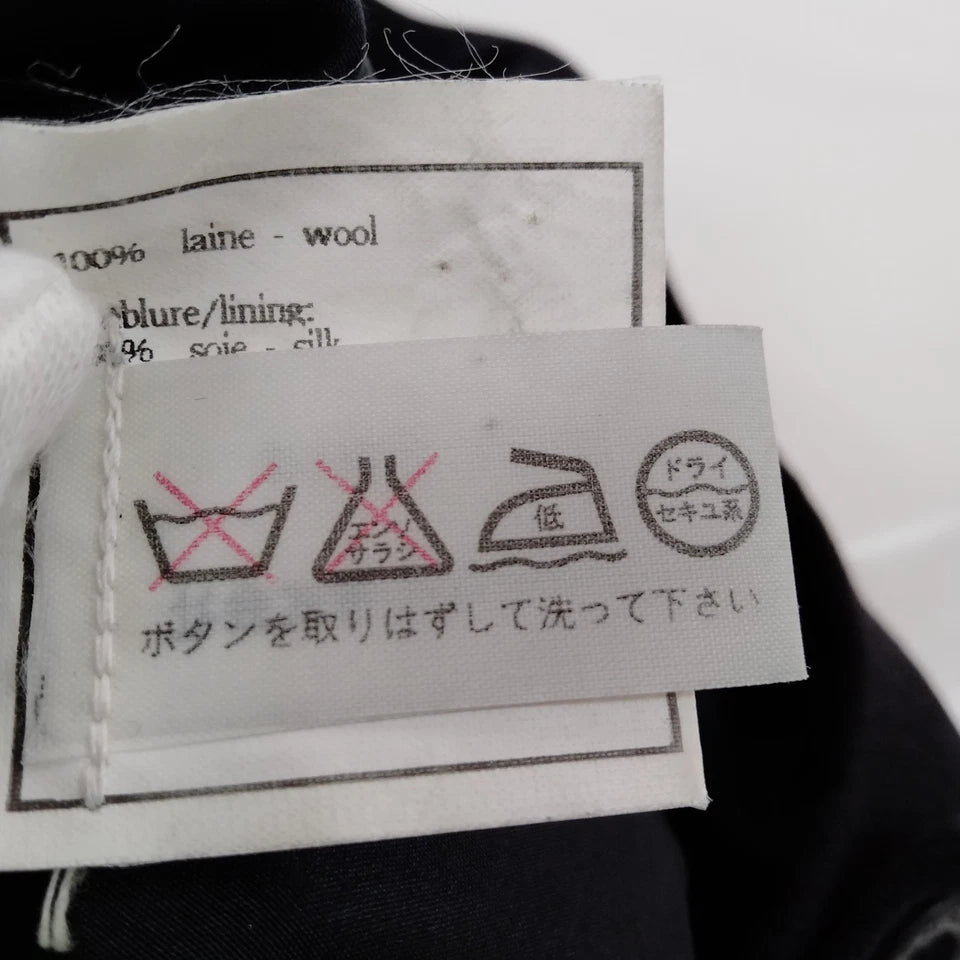 100% laine - wool
/lining:
% soie - silk
エンソ
サラシ
低
ドライ
セキユ系
ボタンを取りはずして洗って下さい